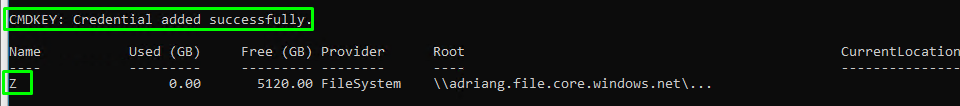 CMDKEY: Credential added successfully.
Name Used (GB) Free (GB) Provider Root CurrentLocation
---- --------- --------- -------- ---- ---------------
Z 0.00 5120.00 FileSystem \\adriang.file.core.windows.net\...